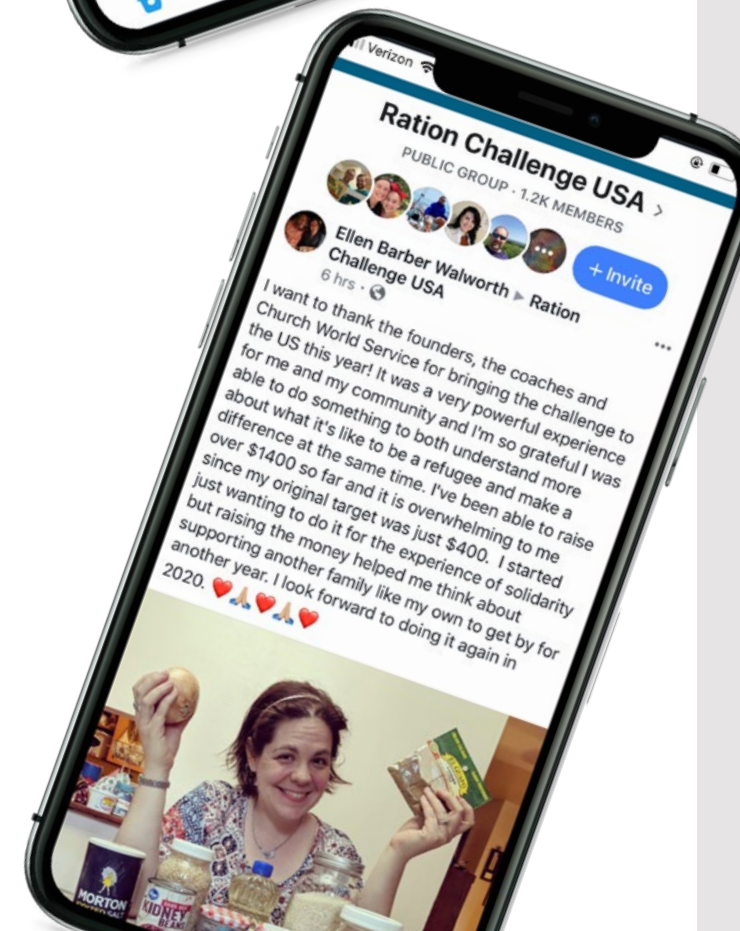 Verizon
Ration Challenge USA >
PUBLIC GROUP · 1.2K MEMBERS
+ Invite
Ellen Barber Walworth ▸ Ration
Challenge USA
6 hrs ·
I want to thank the founders, the coaches and
Church World Service for bringing the challenge to
the US this year! It was a very powerful experience
for me and my community and I'm so grateful I was
able to do something to both understand more
about what it's like to be a refugee and make a
difference at the same time. I've been able to raise
over $1400 so far and it is overwhelming to me
since my original target was just $400. I started
just wanting to do it for the experience of solidarity
but raising the money helped me think about
supporting another family like my own to get by for
another year. I look forward to doing it again in
2020. ❤️🙏🏼❤️🙏🏼❤️
MORTON
SALT
KIDNEY
BEANS